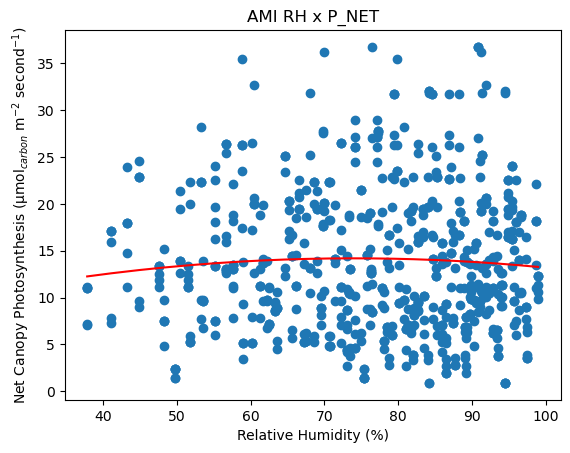 AMI RH x P_NET
Net Canopy Photosynthesis (μmol_carbon m⁻² second⁻¹)
35
30
25
20
15
10
5
0
40 50 60 70 80 90 100
Relative Humidity (%)